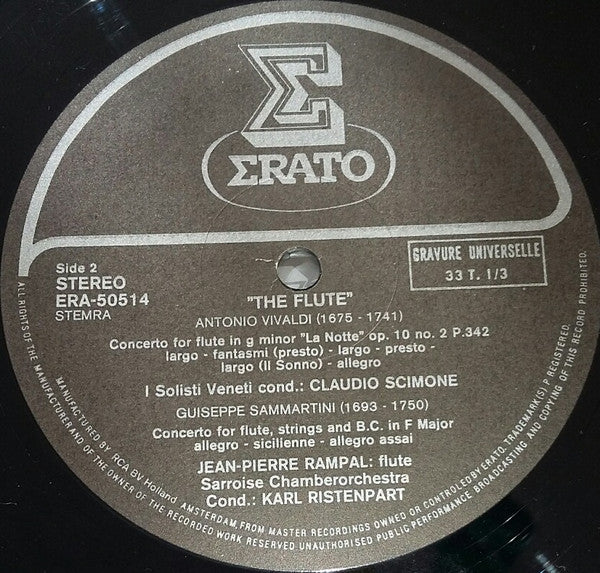 Σ
ΣRATO
GRAVURE UNIVERSELLE
33 T. 1/3
Side 2
STEREO
ERA-50514
STEMRA
"THE FLUTE"
ANTONIO VIVALDI (1675 - 1741)
Concerto for flute in g minor "La Notte" op. 10 no. 2 P.342
largo - fantasmi (presto) - largo - presto -
largo (Il Sonno) - allegro
I Solisti Veneti cond.: CLAUDIO SCIMONE
GUISEPPE SAMMARTINI (1693 - 1750)
Concerto for flute, strings and B.C. in F Major
allegro - sicilienne - allegro assai
JEAN-PIERRE RAMPAL: flute
Sarroise Chamberorchestra
Cond.: KARL RISTENPART
MANUFACTURED BY RCA BV Holland AMSTERDAM, FROM MASTER RECORDINGS OWNED OR CONTROLED BY ERATO, TRADEMARK(S) P REGISTERED.
ALL RIGHTS OF THE MANUFACTURER AND OF THE OWNER OF THE RECORDED WORK RESERVED UNAUTHORISED PUBLIC PERFORMANCE BROADCASTING AND COPYING OF THIS RECORD PROHIBITED.